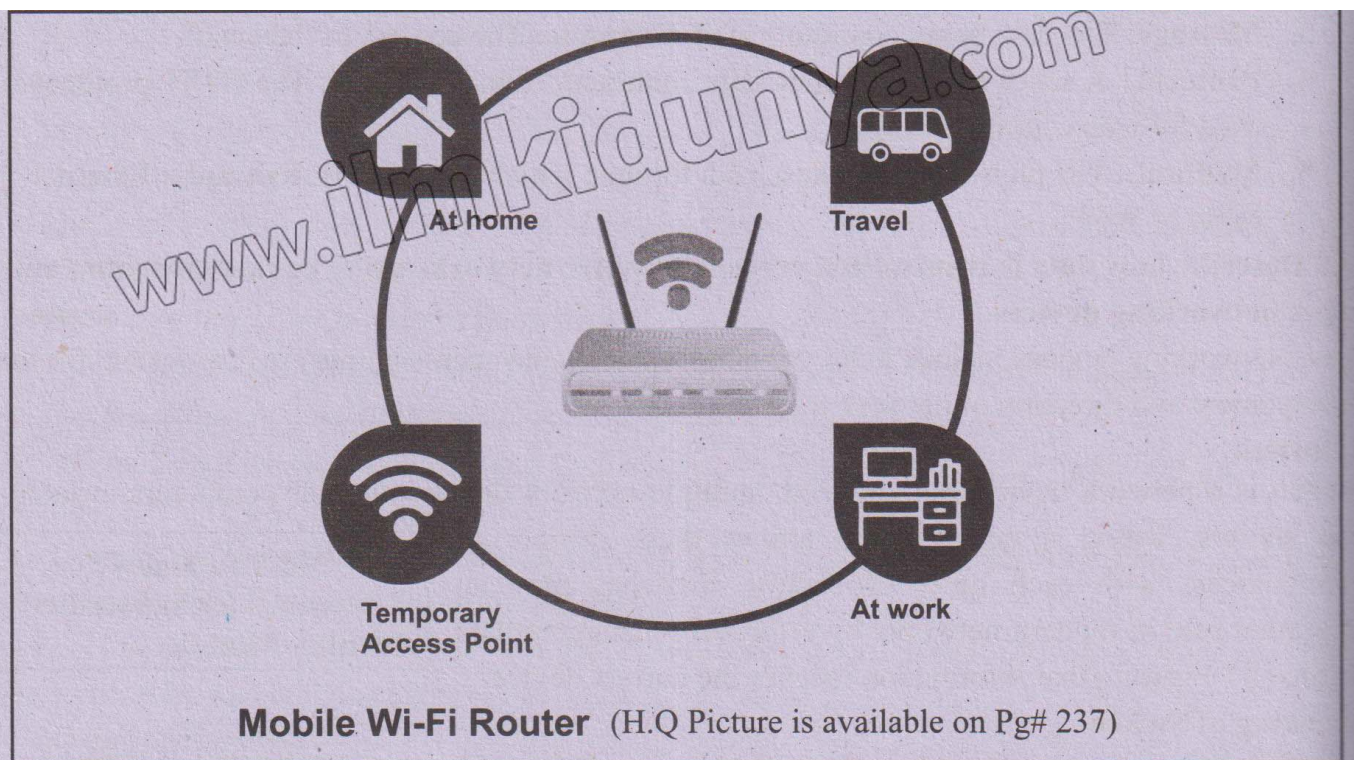 www.ilmkidunya.com
At home
Travel
Temporary
Access Point
At work
Mobile Wi-Fi Router (H.Q Picture is available on Pg# 237)